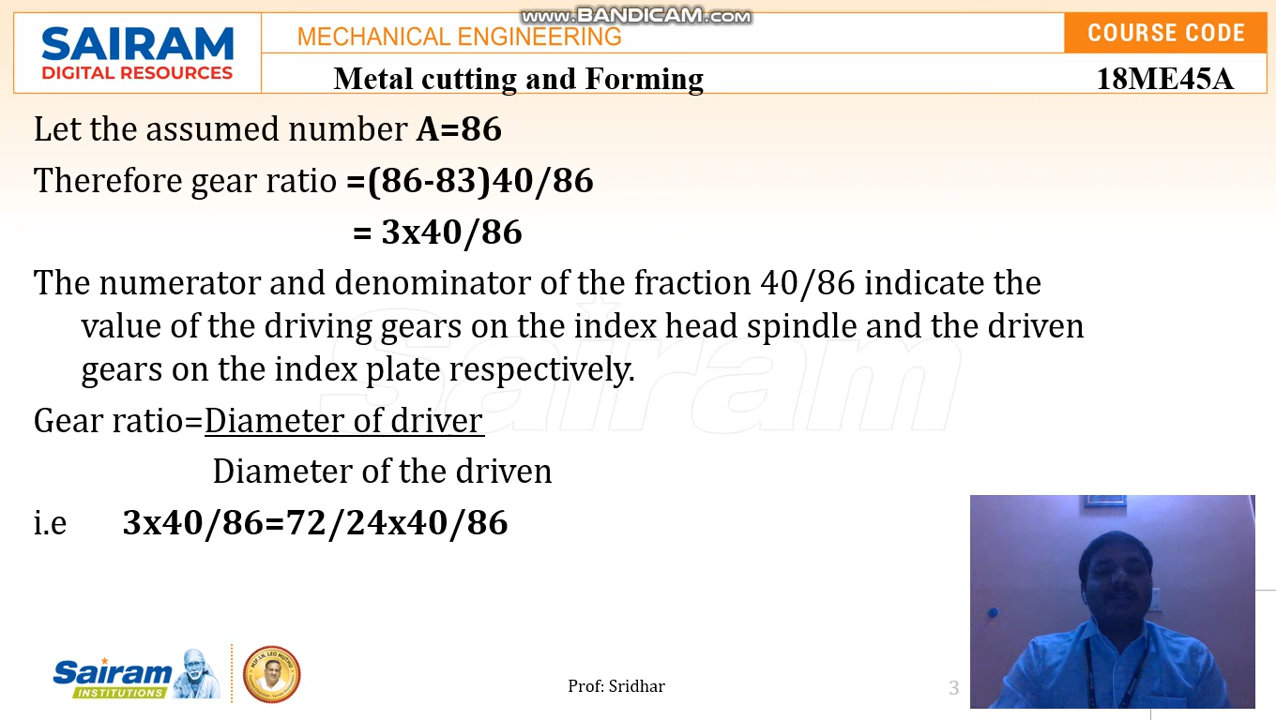 www.BANDICAM.com
SAIRAM
DIGITAL RESOURCES
MECHANICAL ENGINEERING
COURSE CODE
Metal cutting and Forming
18ME45A
Let the assumed number A=86
Therefore gear ratio =(86-83)40/86
= 3x40/86
The numerator and denominator of the fraction 40/86 indicate the
value of the driving gears on the index head spindle and the driven
gears on the index plate respectively.
Gear ratio=Diameter of driver
Diameter of the driven
i.e 3x40/86=72/24x40/86
Sairam
Sairam
INSTITUTIONS
Prof: Sridhar
3